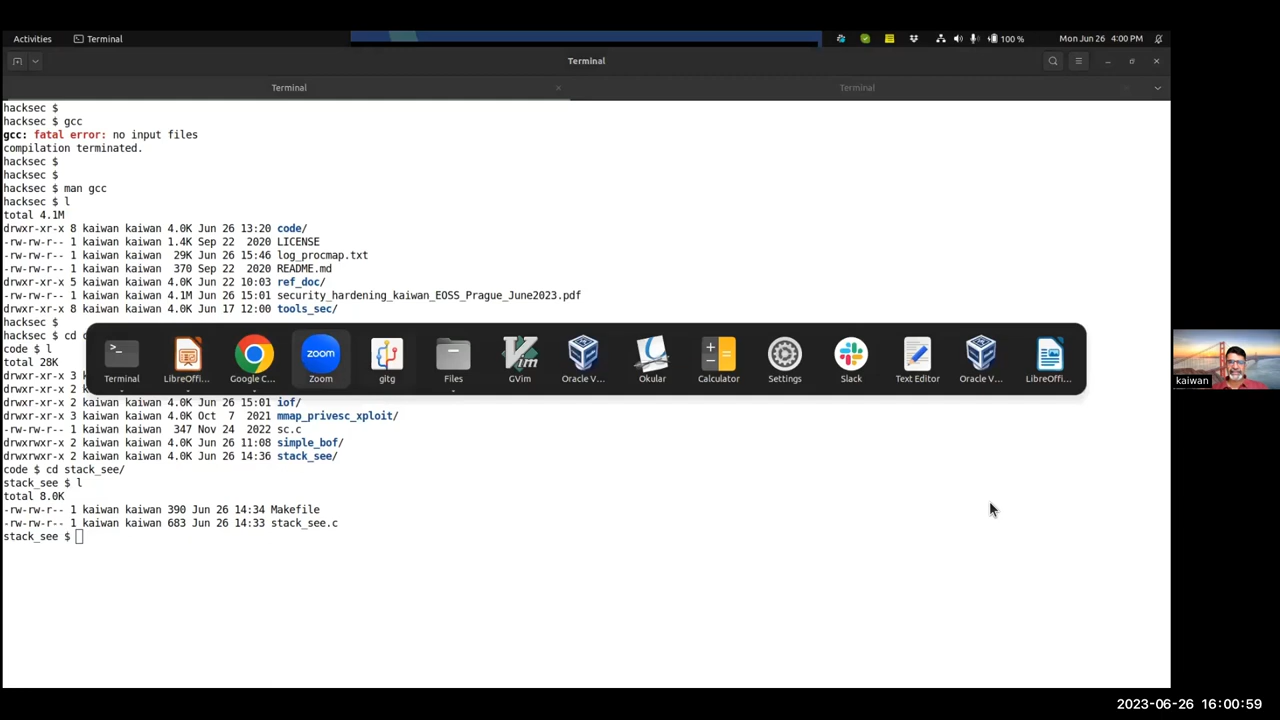 Activities
Terminal
100 %
Mon Jun 26 4:00 PM
Terminal
Terminal
Terminal
hacksec $
hacksec $ gcc
gcc: fatal error: no input files
compilation terminated.
hacksec $
hacksec $
hacksec $ man gcc
hacksec $ l
total 4.1M
drwxr-xr-x 8 kaiwan kaiwan 4.0K Jun 26 13:20 code/
-rw-rw-r-- 1 kaiwan kaiwan 1.4K Sep 22  2020 LICENSE
-rw-rw-r-- 1 kaiwan kaiwan  29K Jun 26 15:46 log_procmap.txt
-rw-rw-r-- 1 kaiwan kaiwan  370 Sep 22  2020 README.md
drwxr-xr-x 5 kaiwan kaiwan 4.0K Jun 22 10:03 ref_doc/
-rw-rw-r-- 1 kaiwan kaiwan 4.1M Jun 26 15:01 security_hardening_kaiwan_EOSS_Prague_June2023.pdf
drwxr-xr-x 8 kaiwan kaiwan 4.0K Jun 17 12:00 tools_sec/
hacksec $
hacksec $ cd
code $ l
total 28K
drwxr-xr-x 3
drwxr-xr-x 2
Terminal
LibreOffi...
Google C...
zoom
Zoom
gitg
Files
GVim
Oracle V...
Okular
Calculator
Settings
Slack
Text Editor
Oracle V...
LibreOffi...
drwxr-xr-x 2 kaiwan kaiwan 4.0K Jun 26 15:01 iof/
drwxr-xr-x 3 kaiwan kaiwan 4.0K Oct  7  2021 mmap_privesc_xploit/
-rw-rw-r-- 1 kaiwan kaiwan  347 Nov 24  2022 sc.c
drwxrwxr-x 2 kaiwan kaiwan 4.0K Jun 26 11:08 simple_bof/
drwxrwxr-x 2 kaiwan kaiwan 4.0K Jun 26 14:36 stack_see/
code $ cd stack_see/
stack_see $ l
total 8.0K
-rw-rw-r-- 1 kaiwan kaiwan 390 Jun 26 14:34 Makefile
-rw-rw-r-- 1 kaiwan kaiwan 683 Jun 26 14:33 stack_see.c
stack_see $
kaiwan
2023-06-26 16:00:59